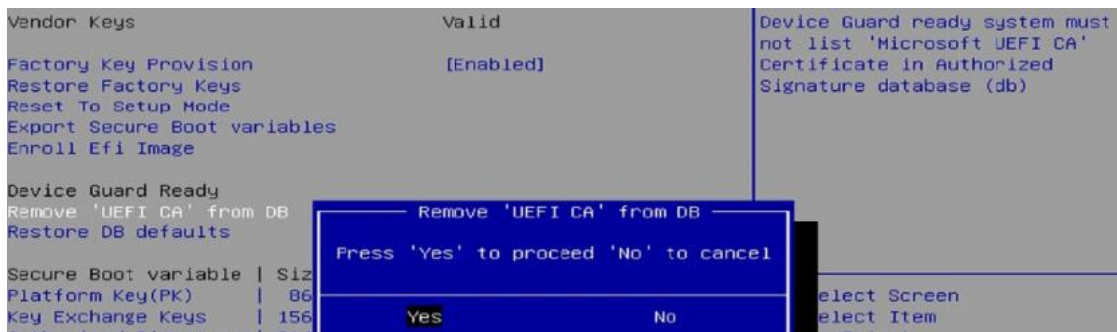 Vendor Keys Valid
Factory Key Provision [Enabled]
Restore Factory Keys
Reset To Setup Mode
Export Secure Boot variables
Enroll Efi Image
Device Guard Ready
Remove 'UEFI CA' from DB
Restore DB defaults
Secure Boot variable | Siz
Platform Key(PK) | 86
Key Exchange Keys | 156
Remove 'UEFI CA' from DB
Press 'Yes' to proceed 'No' to cancel
Yes No
Device Guard ready system must
not list 'Microsoft UEFI CA'
Certificate in Authorized
Signature database (db)
elect Screen
elect Item